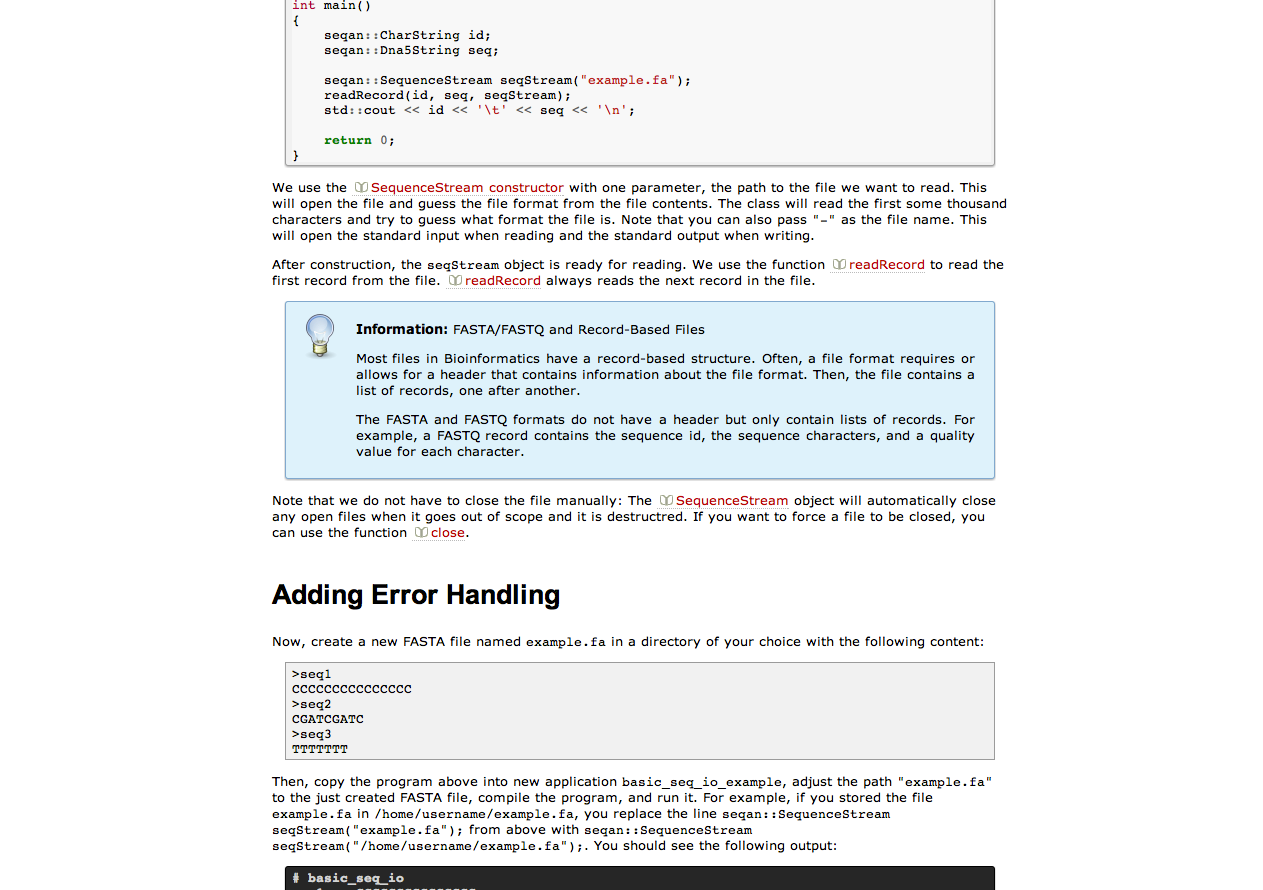 int main()
{
    seqan::CharString id;
    seqan::Dna5String seq;
    seqan::SequenceStream seqStream("example.fa");
    readRecord(id, seq, seqStream);
    std::cout << id << '\t' << seq << '\n';
    return 0;
}
We use the SequenceStream constructor with one parameter, the path to the file we want to read. This
will open the file and guess the file format from the file contents. The class will read the first some thousand
characters and try to guess what format the file is. Note that you can also pass "-" as the file name. This
will open the standard input when reading and the standard output when writing.
After construction, the seqStream object is ready for reading. We use the function readRecord to read the
first record from the file. readRecord always reads the next record in the file.
Information: FASTA/FASTQ and Record-Based Files
Most files in Bioinformatics have a record-based structure. Often, a file format requires or
allows for a header that contains information about the file format. Then, the file contains a
list of records, one after another.
The FASTA and FASTQ formats do not have a header but only contain lists of records. For
example, a FASTQ record contains the sequence id, the sequence characters, and a quality
value for each character.
Note that we do not have to close the file manually: The SequenceStream object will automatically close
any open files when it goes out of scope and it is destructred. If you want to force a file to be closed, you
can use the function close.
Adding Error Handling
Now, create a new FASTA file named example.fa in a directory of your choice with the following content:
>seq1
CCCCCCCCCCCCCCC
>seq2
CGATCGATC
>seq3
TTTTTTT
Then, copy the program above into new application basic_seq_io_example, adjust the path "example.fa"
to the just created FASTA file, compile the program, and run it. For example, if you stored the file
example.fa in /home/username/example.fa, you replace the line seqan::SequenceStream
seqStream("example.fa"); from above with seqan::SequenceStream
seqStream("/home/username/example.fa");. You should see the following output:
# basic_seq_io